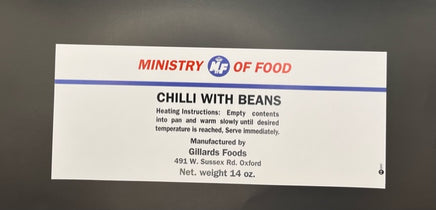 MINISTRY MF OF FOOD
CHILLI WITH BEANS
Heating Instructions: Empty contents
into pan and warm slowly until desired
temperature is reached, Serve immediately.
Manufactured by
Gillards Foods
491 W. Sussex Rd. Oxford
Net. weight 14 oz.